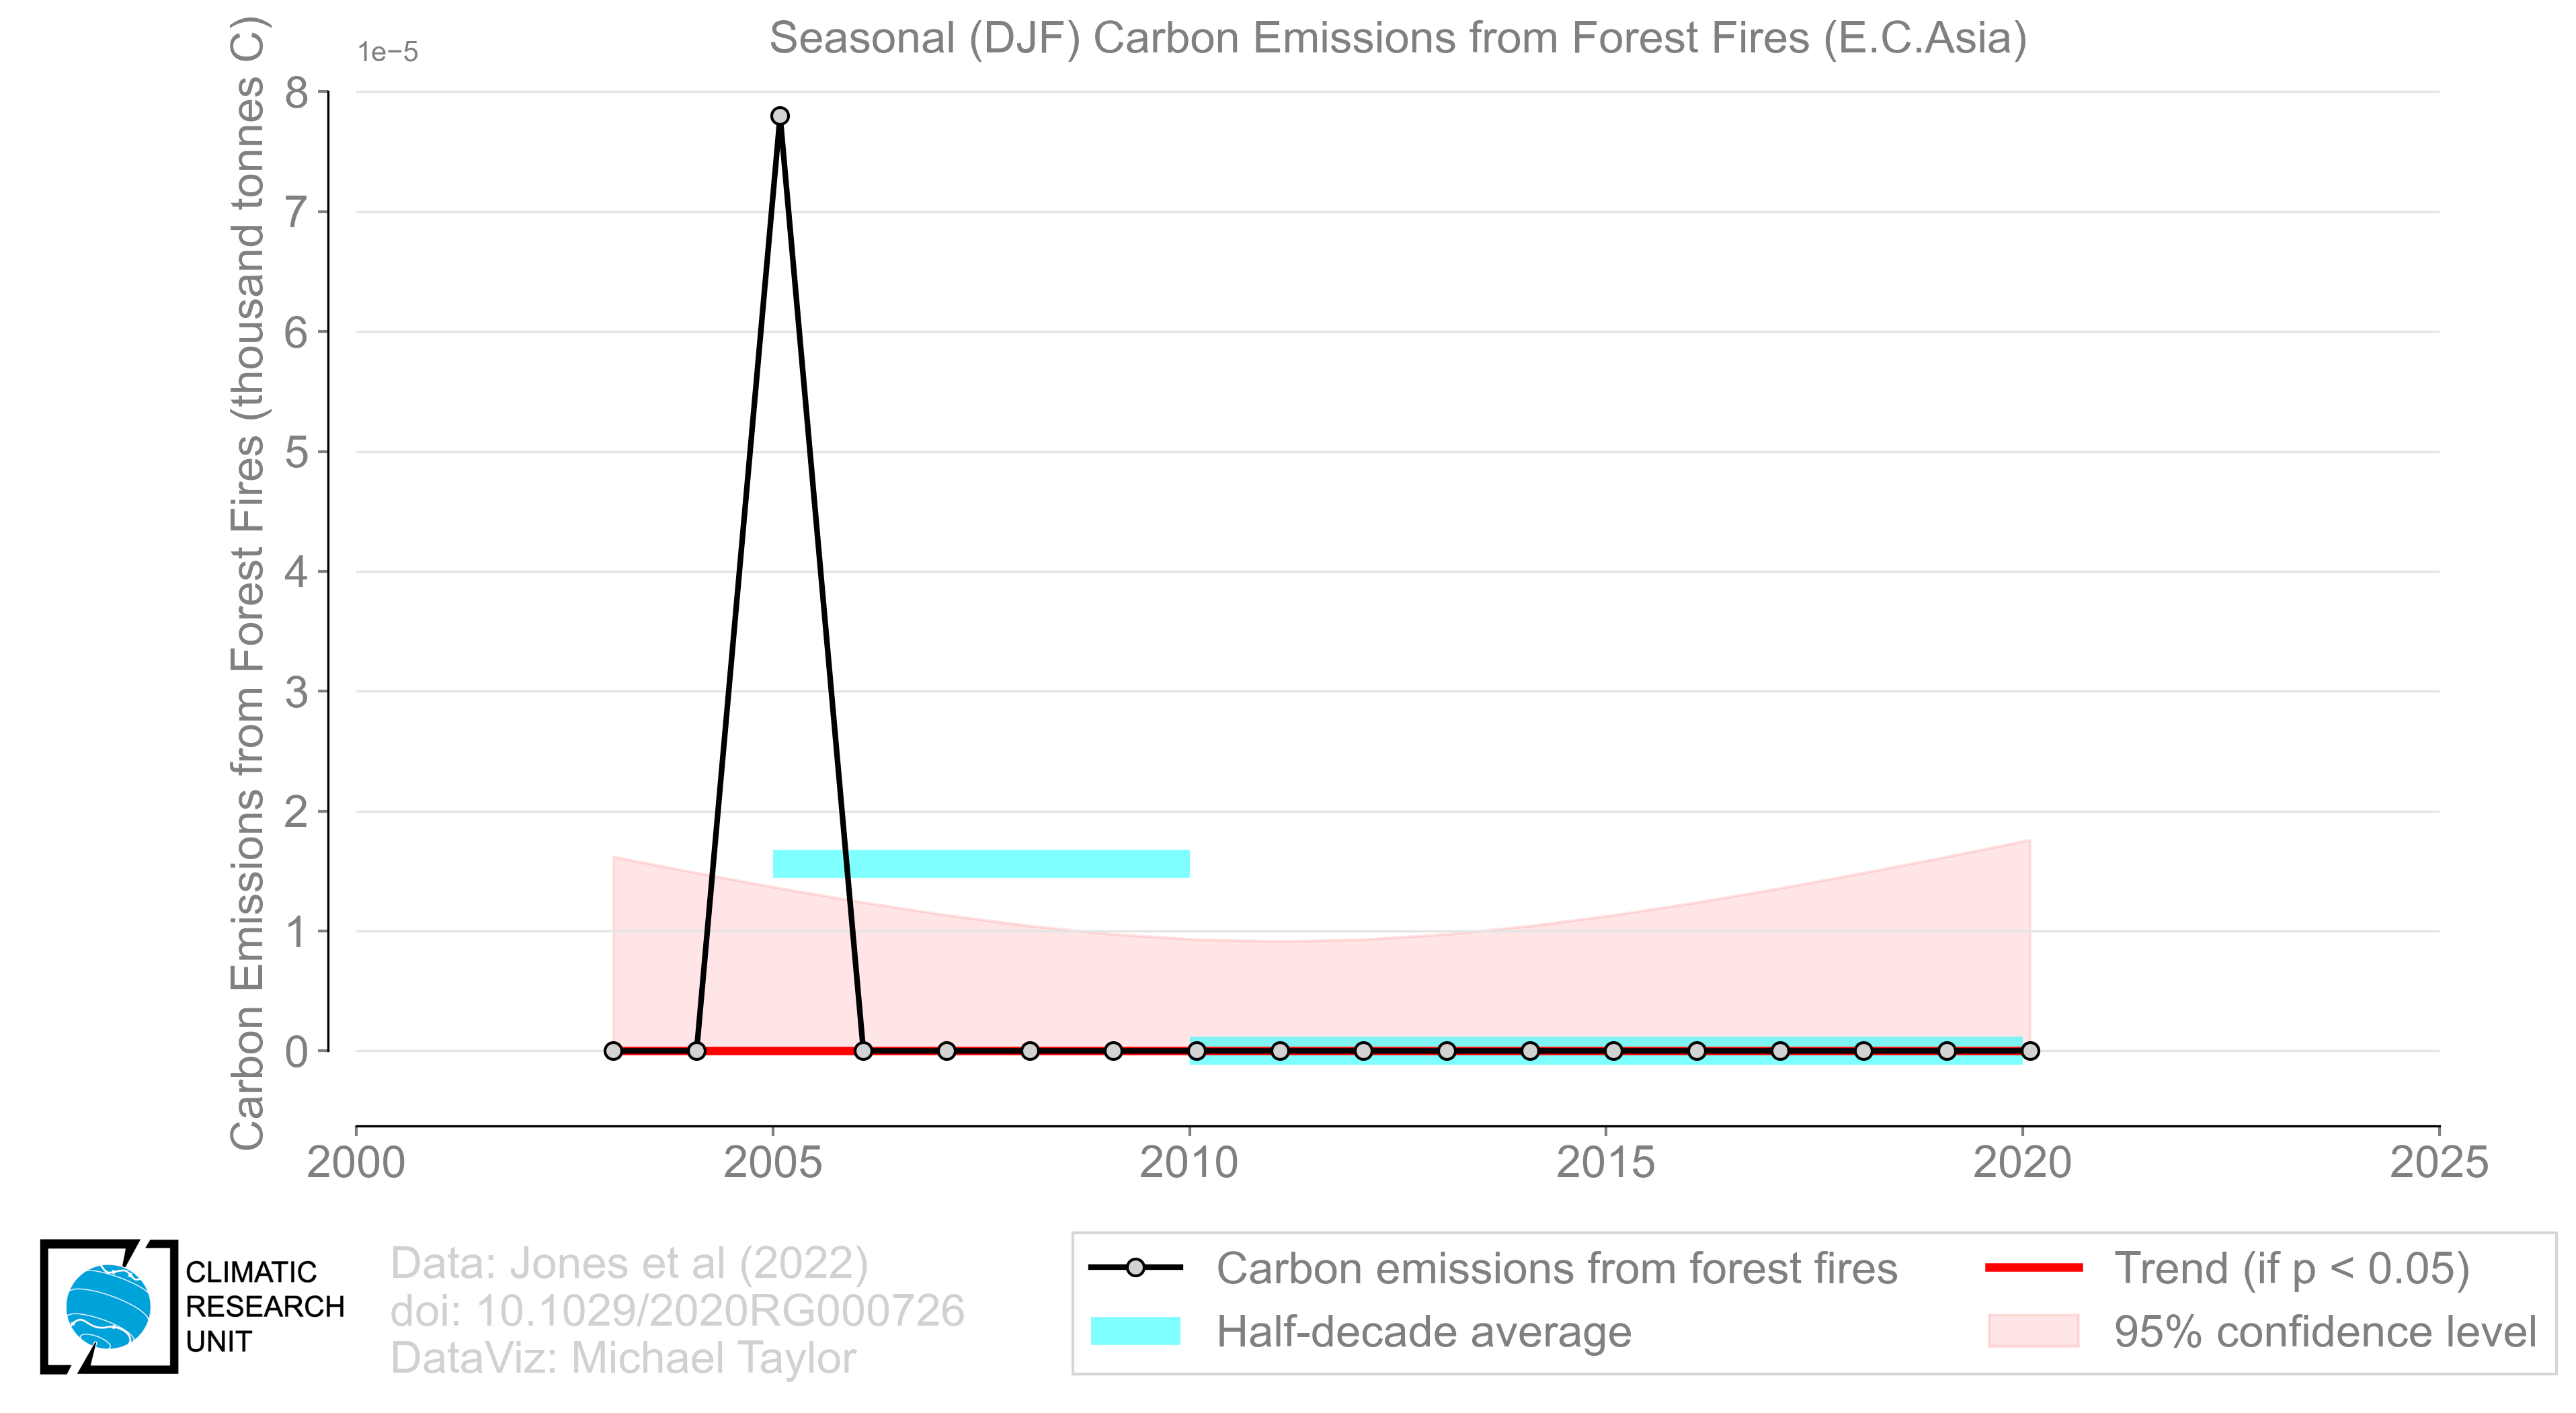 Seasonal (DJF) Carbon Emissions from Forest Fires (E.C.Asia)
1e−5
Carbon Emissions from Forest Fires (thousand tonnes C)
8
7
6
5
4
3
2
1
0
2000 2005 2010 2015 2020 2025
CLIMATIC
RESEARCH
UNIT
Data: Jones et al (2022)
doi: 10.1029/2020RG000726
DataViz: Michael Taylor
Carbon emissions from forest fires
Half-decade average
Trend (if p < 0.05)
95% confidence level